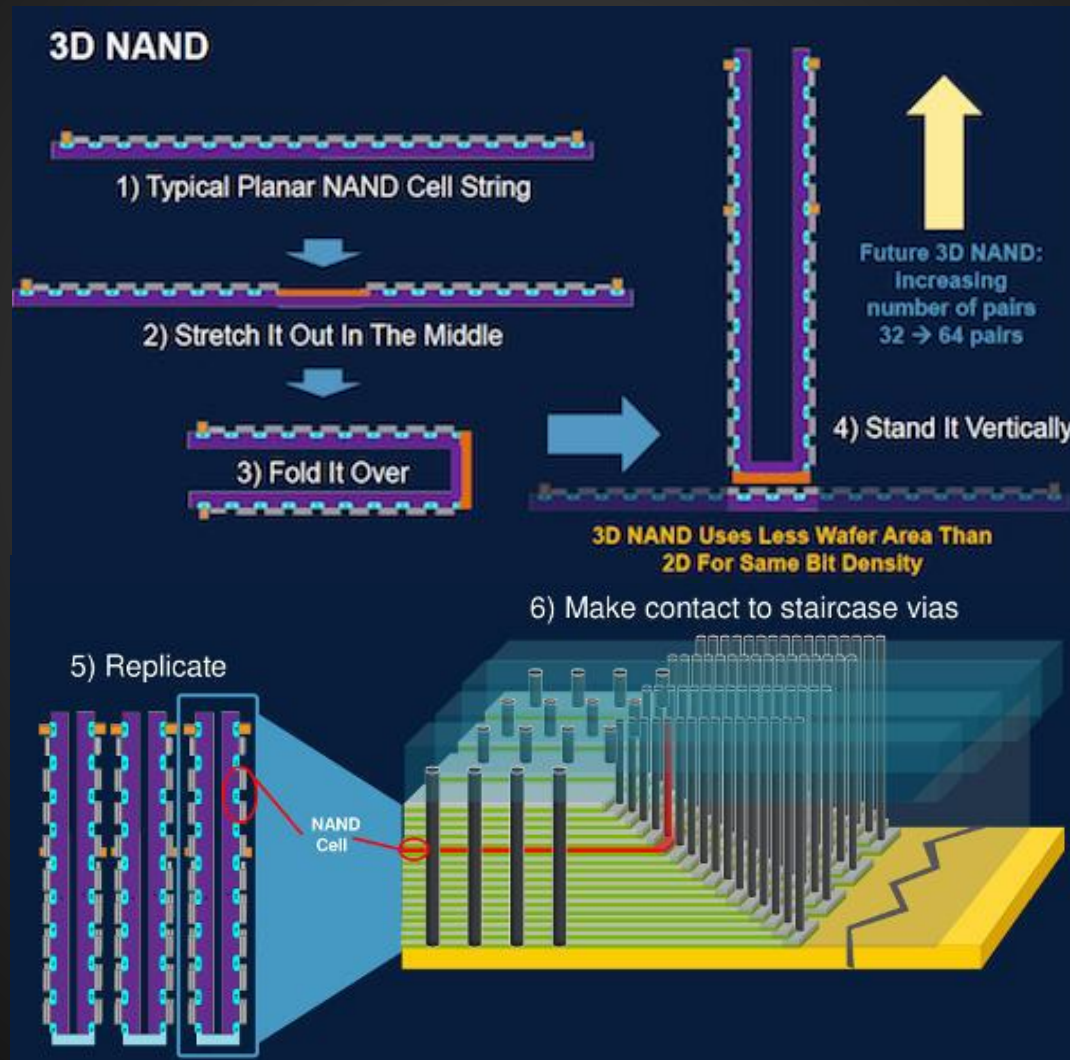 3D NAND
1) Typical Planar NAND Cell String
2) Stretch It Out In The Middle
3) Fold It Over
Future 3D NAND:
Increasing
number of pairs
32 → 64 pairs
4) Stand It Vertically
3D NAND Uses Less Wafer Area Than
2D For Same Bit Density
5) Replicate
6) Make contact to staircase vias
NAND
Cell